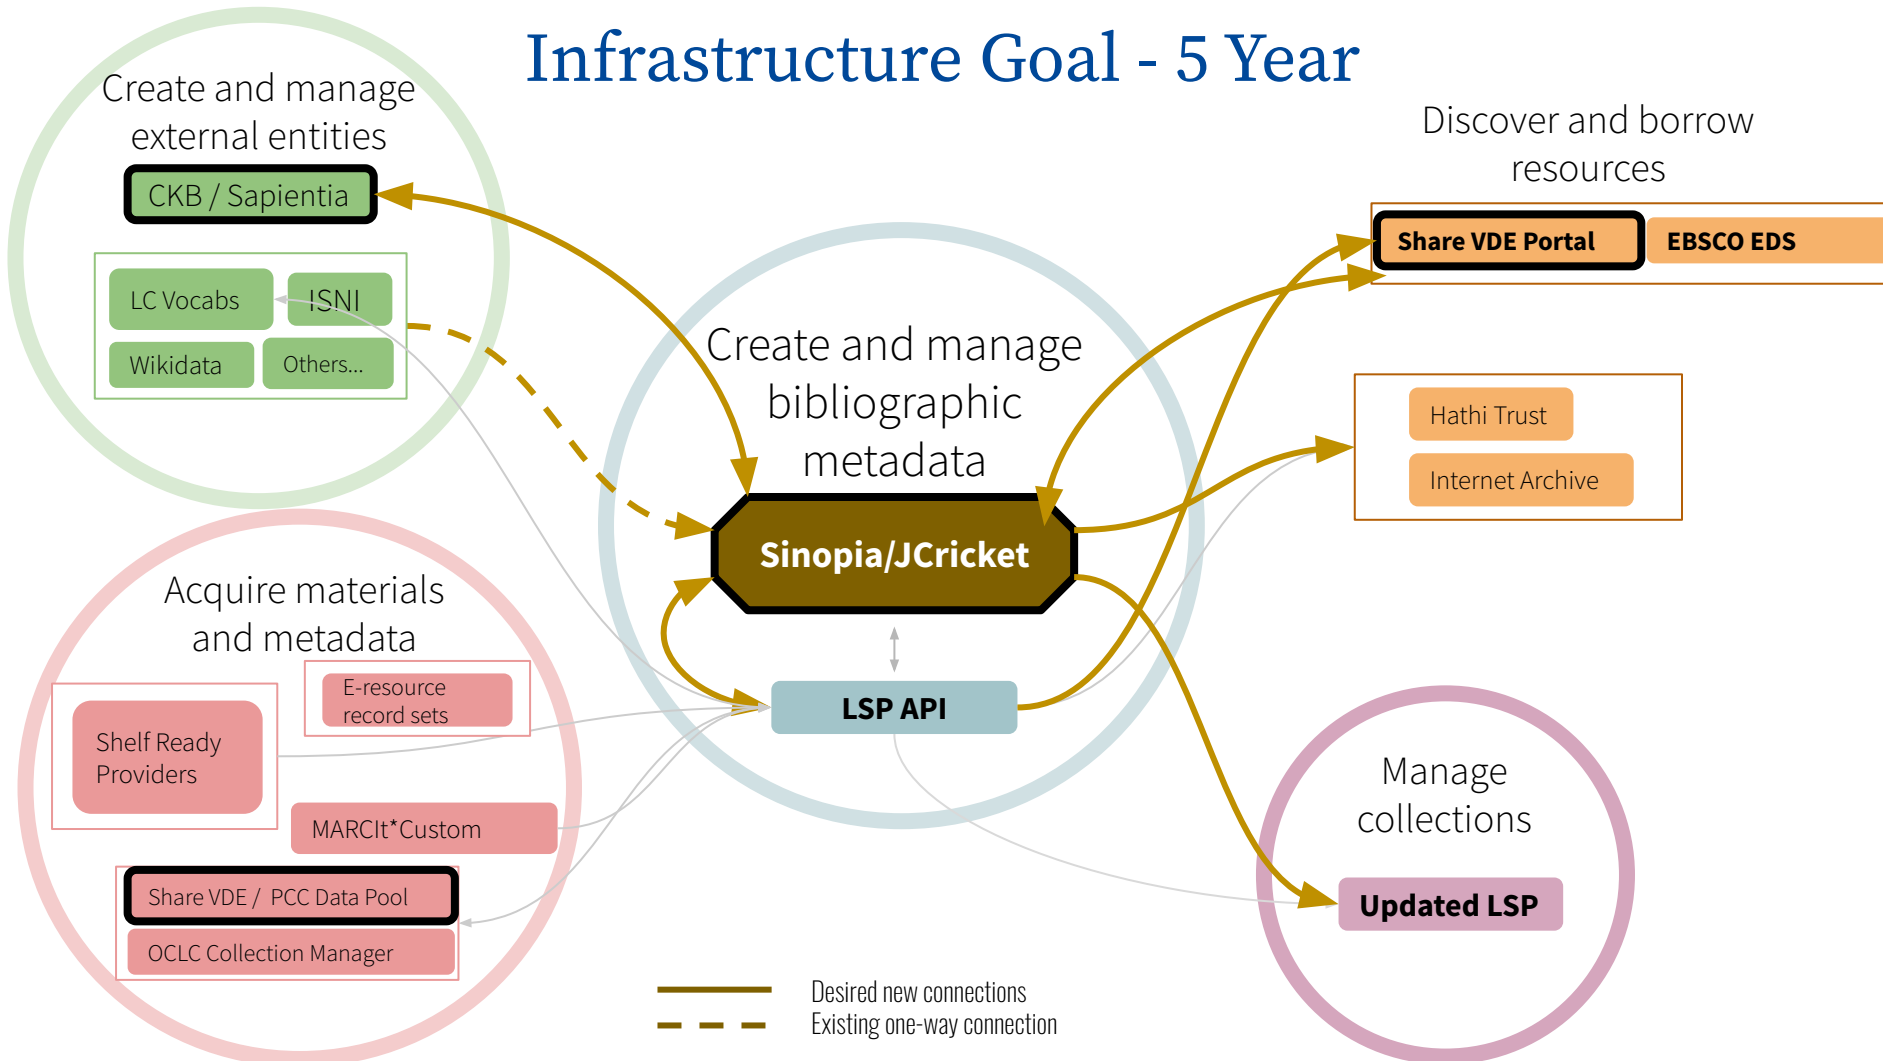 Infrastructure Goal - 5 Year
Create and manage
external entities
CKB / Sapientia
LC Vocabs
ISNI
Wikidata
Others...
Acquire materials
and metadata
E-resource
record sets
Shelf Ready
Providers
MARCIt*Custom
Share VDE /  PCC Data Pool
OCLC Collection Manager
Create and manage
bibliographic
metadata
Sinopia/JCricket
LSP API
Discover and borrow
resources
Share VDE Portal
EBSCO EDS
Hathi Trust
Internet Archive
Manage
collections
Updated LSP
Desired new connections
Existing one-way connection